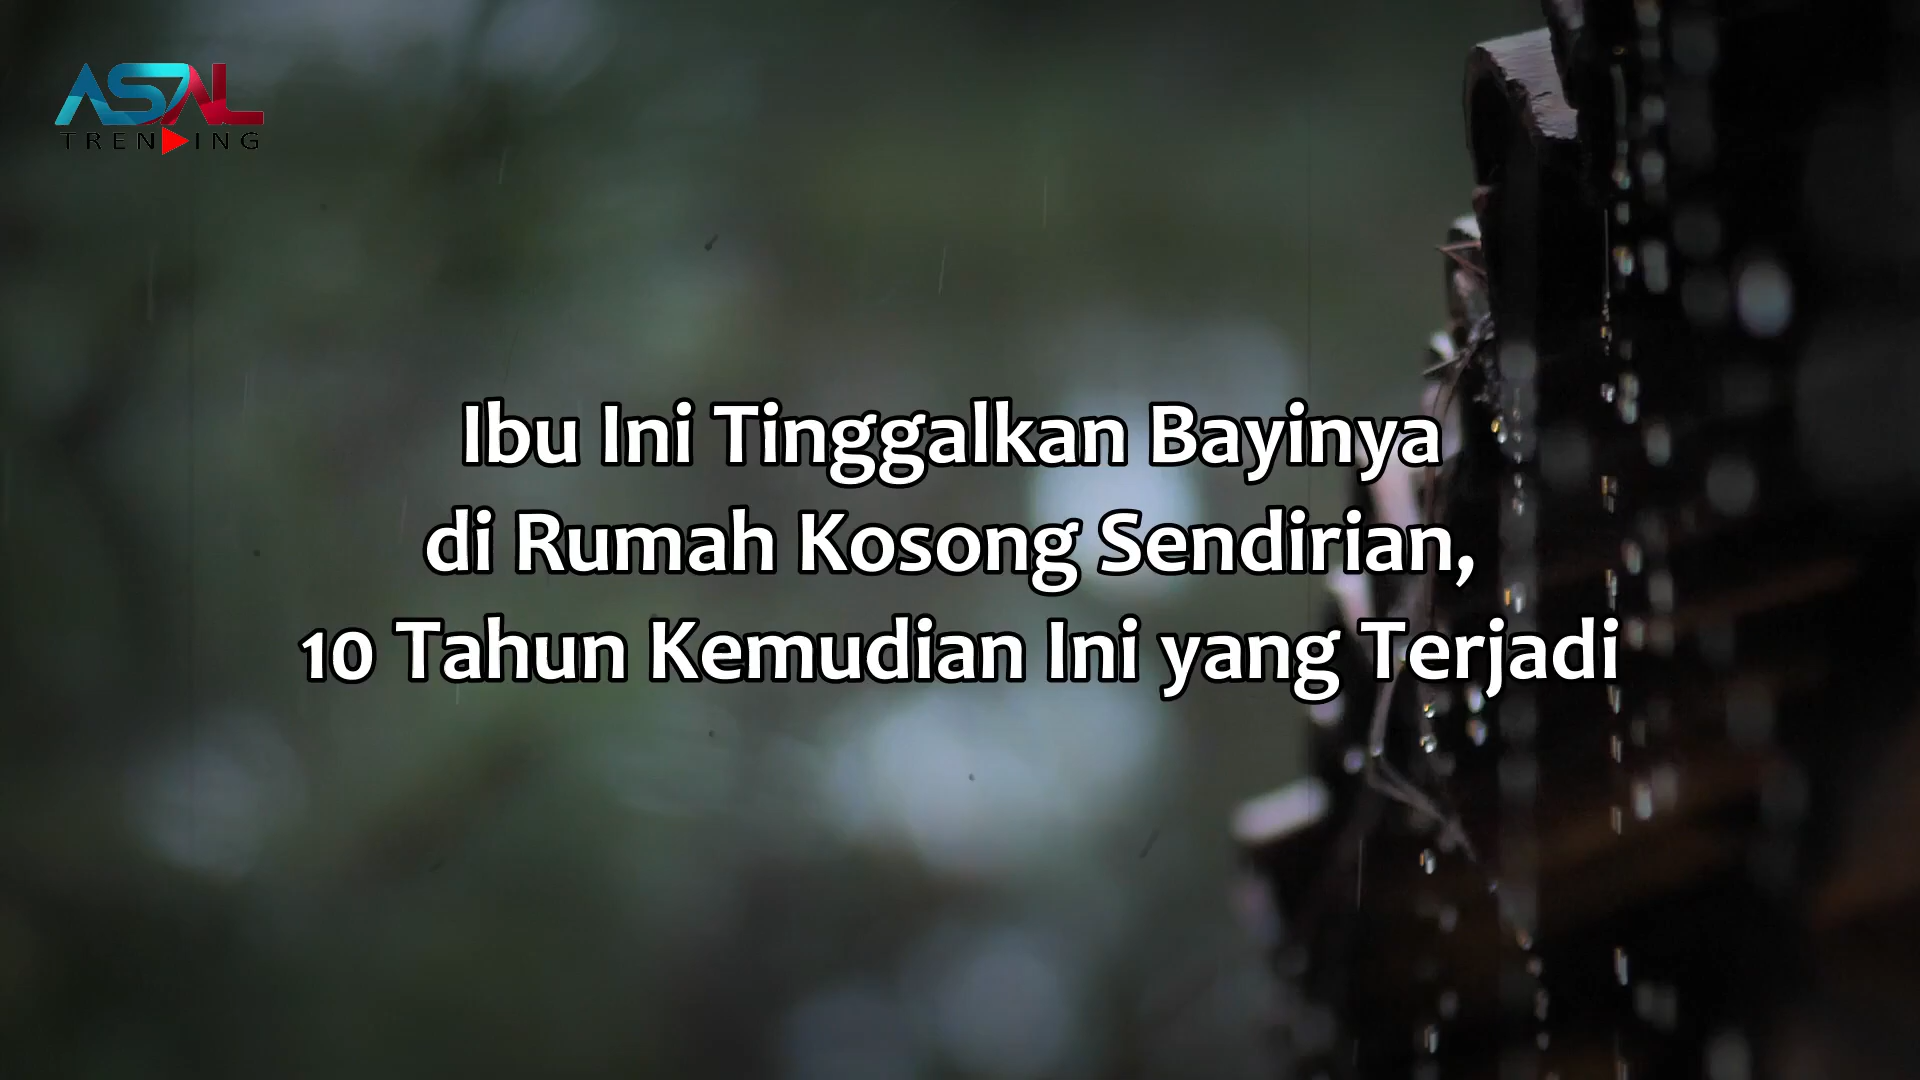 ASAL
TRENDING
Ibu Ini Tinggalkan Bayinya
di Rumah Kosong Sendirian,
10 Tahun Kemudian Ini yang Terjadi